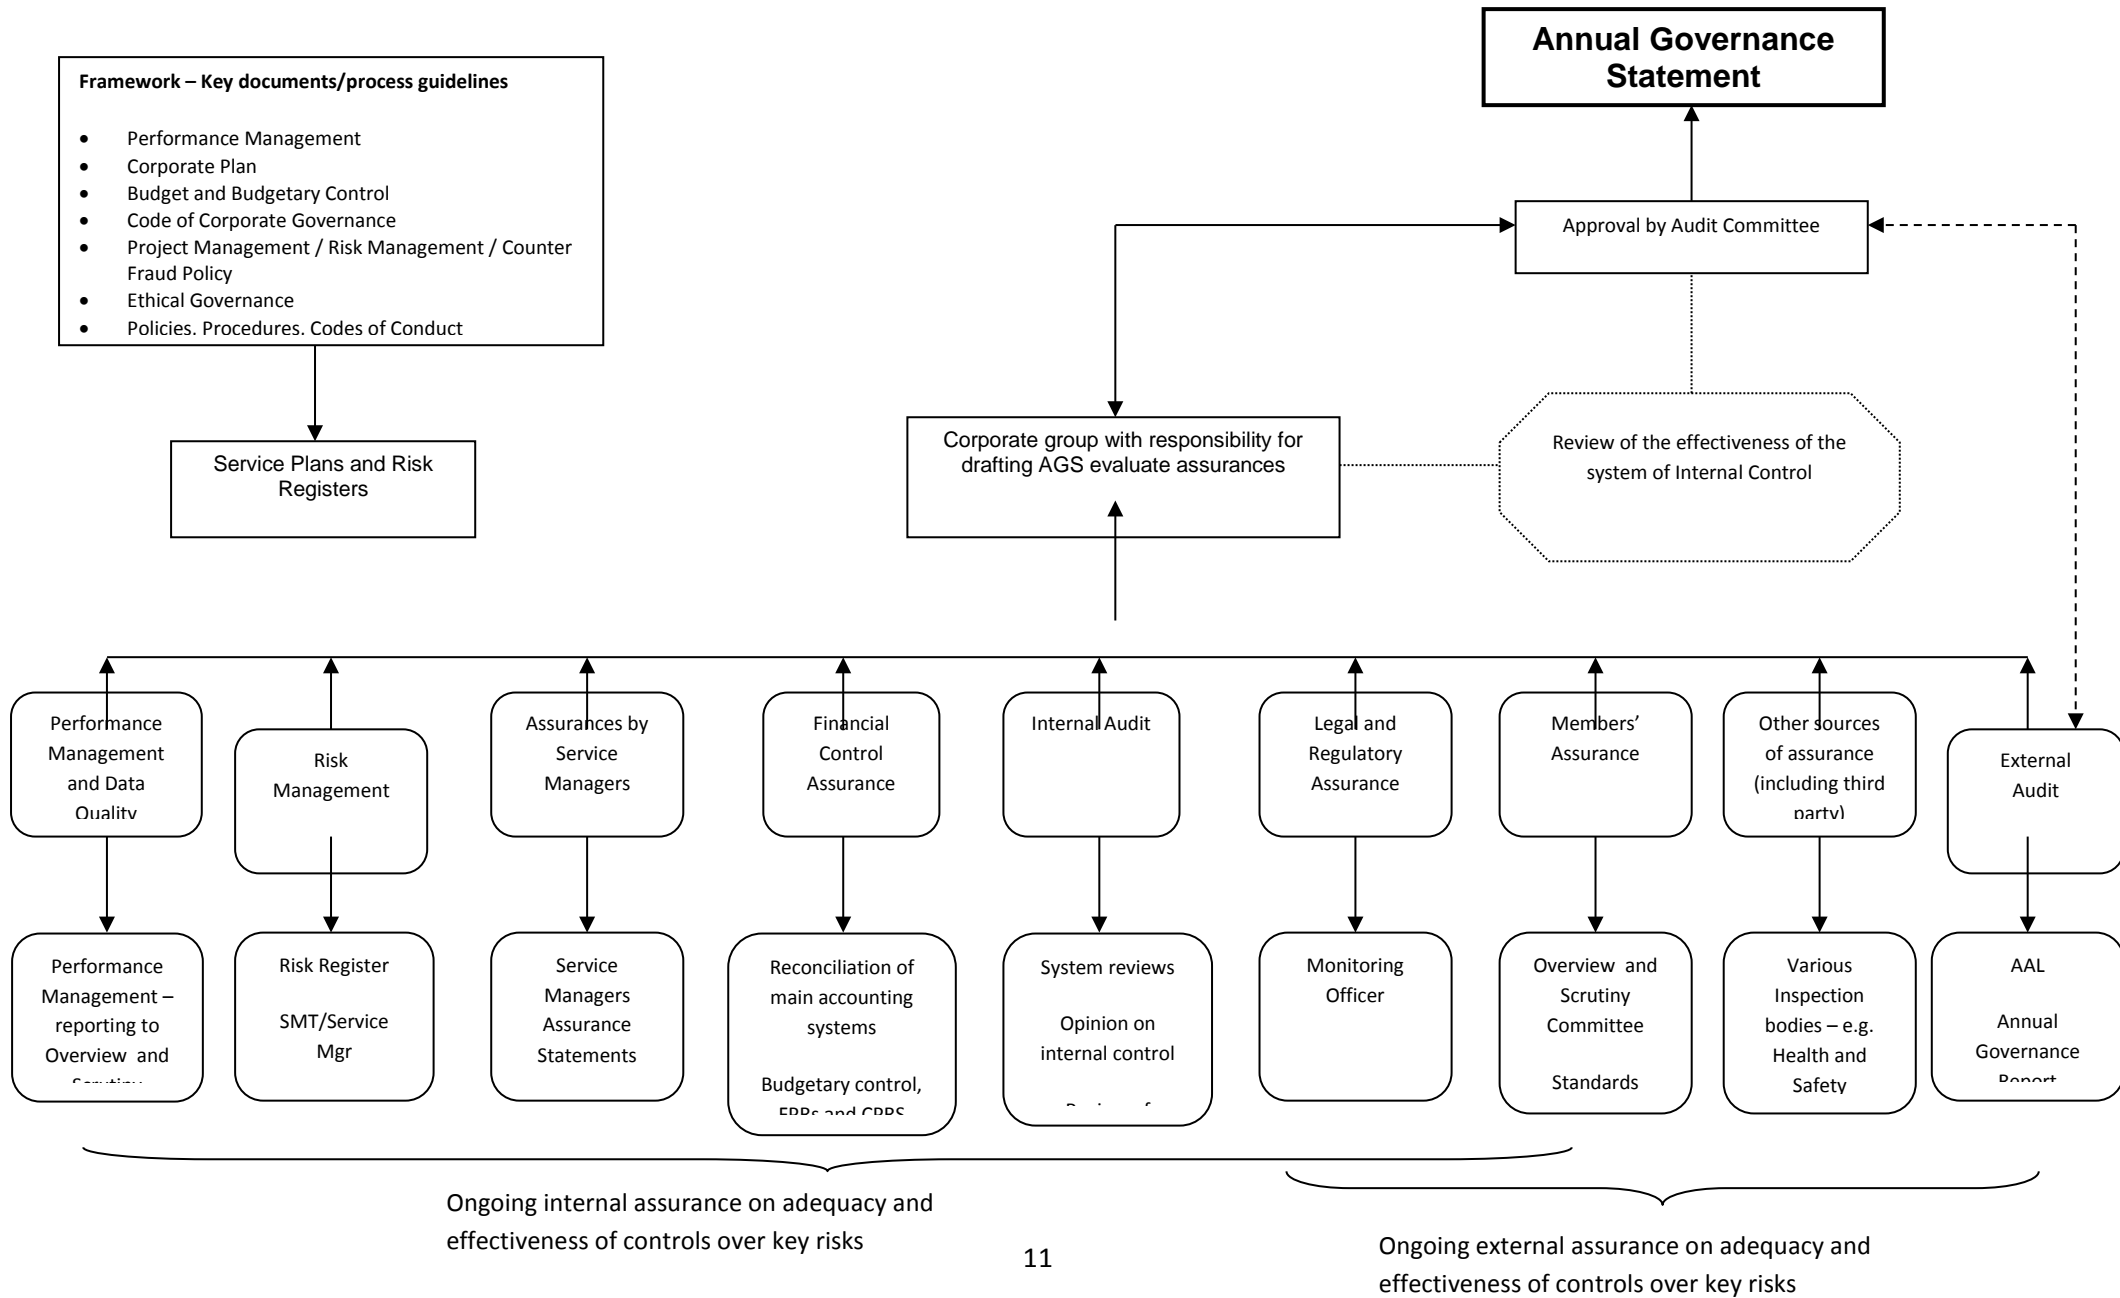 Annual Governance
Statement
Framework – Key documents/process guidelines
• Performance Management
• Corporate Plan
• Budget and Budgetary Control
• Code of Corporate Governance
• Project Management / Risk Management / Counter
Fraud Policy
• Ethical Governance
• Policies. Procedures. Codes of Conduct
Approval by Audit Committee
Service Plans and Risk
Registers
Corporate group with responsibility for
drafting AGS evaluate assurances
Review of the effectiveness of the
system of Internal Control
Performance
Management
and Data
Quality
Risk
Management
Assurances by
Service
Managers
Financial
Control
Assurance
Internal Audit
Legal and
Regulatory
Assurance
Members’
Assurance
Other sources
of assurance
(including third
party)
External
Audit
Performance
Management –
reporting to
Overview and
Scrutiny
Risk Register
SMT/Service
Mgr
Service
Managers
Assurance
Statements
Reconciliation of
main accounting
systems
Budgetary control,
and
System reviews
Opinion on
internal control
Monitoring
Officer
Overview and
Scrutiny
Committee
Standards
Various
Inspection
bodies – e.g.
Health and
Safety
AAL
Annual
Governance
Report
Ongoing internal assurance on adequacy and
effectiveness of controls over key risks
11
Ongoing external assurance on adequacy and
effectiveness of controls over key risks